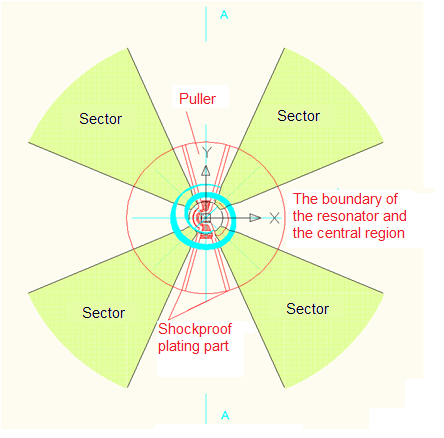 A
Puller
Sector
Sector
Y
X
The boundary of
the resonator and
the central region
Sector
Sector
Shockproof
plating part
A